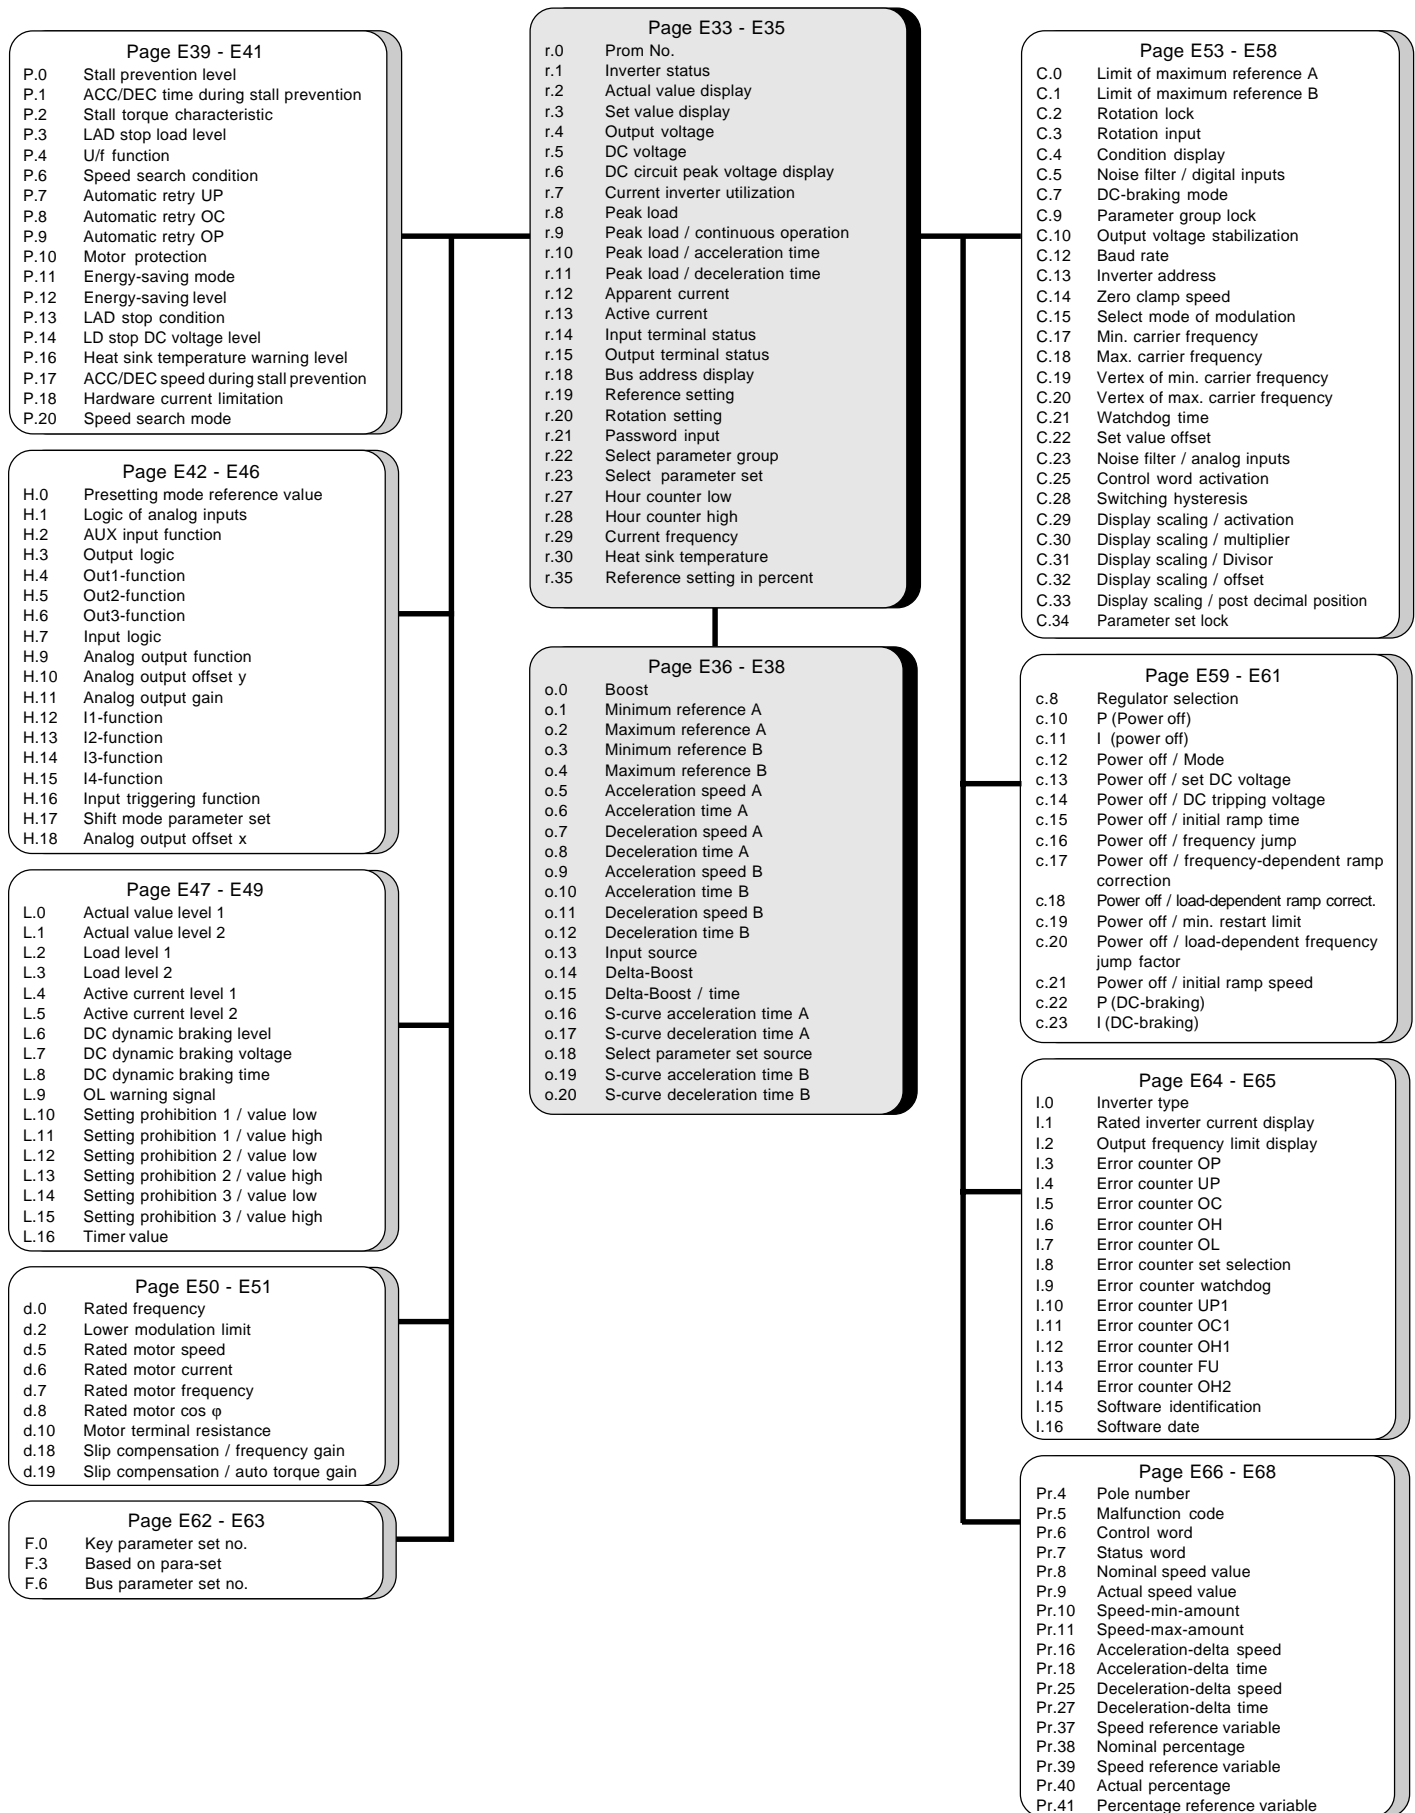 Page E39 - E41
P.0 Stall prevention level
P.1 ACC/DEC time during stall prevention
P.2 Stall torque characteristic
P.3 LAD stop load level
P.4 U/f function
P.6 Speed search condition
P.7 Automatic retry UP
P.8 Automatic retry OC
P.9 Automatic retry OP
P.10 Motor protection
P.11 Energy-saving mode
P.12 Energy-saving level
P.13 LAD stop condition
P.14 LD stop DC voltage level
P.16 Heat sink temperature warning level
P.17 ACC/DEC speed during stall prevention
P.18 Hardware current limitation
P.20 Speed search mode
Page E42 - E46
H.0 Presetting mode reference value
H.1 Logic of analog inputs
H.2 AUX input function
H.3 Output logic
H.4 Out1-function
H.5 Out2-function
H.6 Out3-function
H.7 Input logic
H.9 Analog output function
H.10 Analog output offset y
H.11 Analog output gain
H.12 I1-function
H.13 I2-function
H.14 I3-function
H.15 I4-function
H.16 Input triggering function
H.17 Shift mode parameter set
H.18 Analog output offset x
Page E47 - E49
L.0 Actual value level 1
L.1 Actual value level 2
L.2 Load level 1
L.3 Load level 2
L.4 Active current level 1
L.5 Active current level 2
L.6 DC dynamic braking level
L.7 DC dynamic braking voltage
L.8 DC dynamic braking time
L.9 OL warning signal
L.10 Setting prohibition 1 / value low
L.11 Setting prohibition 1 / value high
L.12 Setting prohibition 2 / value low
L.13 Setting prohibition 2 / value high
L.14 Setting prohibition 3 / value low
L.15 Setting prohibition 3 / value high
L.16 Timer value
Page E50 - E51
d.0 Rated frequency
d.2 Lower modulation limit
d.5 Rated motor speed
d.6 Rated motor current
d.7 Rated motor frequency
d.8 Rated motor cos φ
d.10 Motor terminal resistance
d.18 Slip compensation / frequency gain
d.19 Slip compensation / auto torque gain
Page E62 - E63
F.0 Key parameter set no.
F.3 Based on para-set
F.6 Bus parameter set no.
Page E33 - E35
r.0 Prom No.
r.1 Inverter status
r.2 Actual value display
r.3 Set value display
r.4 Output voltage
r.5 DC voltage
r.6 DC circuit peak voltage display
r.7 Current inverter utilization
r.8 Peak load
r.9 Peak load / continuous operation
r.10 Peak load / acceleration time
r.11 Peak load / deceleration time
r.12 Apparent current
r.13 Active current
r.14 Input terminal status
r.15 Output terminal status
r.18 Bus address display
r.19 Reference setting
r.20 Rotation setting
r.21 Password input
r.22 Select parameter group
r.23 Select parameter set
r.27 Hour counter low
r.28 Hour counter high
r.29 Current frequency
r.30 Heat sink temperature
r.35 Reference setting in percent
Page E36 - E38
o.0 Boost
o.1 Minimum reference A
o.2 Maximum reference A
o.3 Minimum reference B
o.4 Maximum reference B
o.5 Acceleration speed A
o.6 Acceleration time A
o.7 Deceleration speed A
o.8 Deceleration time A
o.9 Acceleration speed B
o.10 Acceleration time B
o.11 Deceleration speed B
o.12 Deceleration time B
o.13 Input source
o.14 Delta-Boost
o.15 Delta-Boost / time
o.16 S-curve acceleration time A
o.17 S-curve deceleration time A
o.18 Select parameter set source
o.19 S-curve acceleration time B
o.20 S-curve deceleration time B
Page E53 - E58
C.0 Limit of maximum reference A
C.1 Limit of maximum reference B
C.2 Rotation lock
C.3 Rotation input
C.4 Condition display
C.5 Noise filter / digital inputs
C.7 DC-braking mode
C.9 Parameter group lock
C.10 Output voltage stabilization
C.12 Baud rate
C.13 Inverter address
C.14 Zero clamp speed
C.15 Select mode of modulation
C.17 Min. carrier frequency
C.18 Max. carrier frequency
C.19 Vertex of min. carrier frequency
C.20 Vertex of max. carrier frequency
C.21 Watchdog time
C.22 Set value offset
C.23 Noise filter / analog inputs
C.25 Control word activation
C.28 Switching hysteresis
C.29 Display scaling / activation
C.30 Display scaling / multiplier
C.31 Display scaling / Divisor
C.32 Display scaling / offset
C.33 Display scaling / post decimal position
C.34 Parameter set lock
Page E59 - E61
c.8 Regulator selection
c.10 P (Power off)
c.11 I (power off)
c.12 Power off / Mode
c.13 Power off / set DC voltage
c.14 Power off / DC tripping voltage
c.15 Power off / initial ramp time
c.16 Power off / frequency jump
c.17 Power off / frequency-dependent ramp
correction
c.18 Power off / load-dependent ramp correct.
c.19 Power off / min. restart limit
c.20 Power off / load-dependent frequency
jump factor
c.21 Power off / initial ramp speed
c.22 P (DC-braking)
c.23 I (DC-braking)
Page E64 - E65
I.0 Inverter type
I.1 Rated inverter current display
I.2 Output frequency limit display
I.3 Error counter OP
I.4 Error counter UP
I.5 Error counter OC
I.6 Error counter OH
I.7 Error counter OL
I.8 Error counter set selection
I.9 Error counter watchdog
I.10 Error counter UP1
I.11 Error counter OC1
I.12 Error counter OH1
I.13 Error counter FU
I.14 Error counter OH2
I.15 Software identification
I.16 Software date
Page E66 - E68
Pr.4 Pole number
Pr.5 Malfunction code
Pr.6 Control word
Pr.7 Status word
Pr.8 Nominal speed value
Pr.9 Actual speed value
Pr.10 Speed-min-amount
Pr.11 Speed-max-amount
Pr.16 Acceleration-delta speed
Pr.18 Acceleration-delta time
Pr.25 Deceleration-delta speed
Pr.27 Deceleration-delta time
Pr.37 Speed reference variable
Pr.38 Nominal percentage
Pr.39 Speed reference variable
Pr.40 Actual percentage
Pr.41 Percentage reference variable